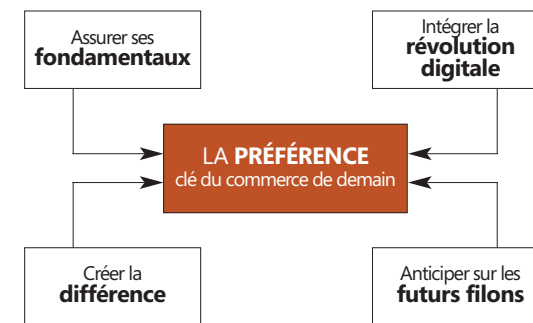 Assurer ses
fondamentaux
Intégrer la
révolution
digitale
LA PRÉFÉRENCE
clé du commerce de demain
Créer la
différence
Anticiper sur les
futurs filons